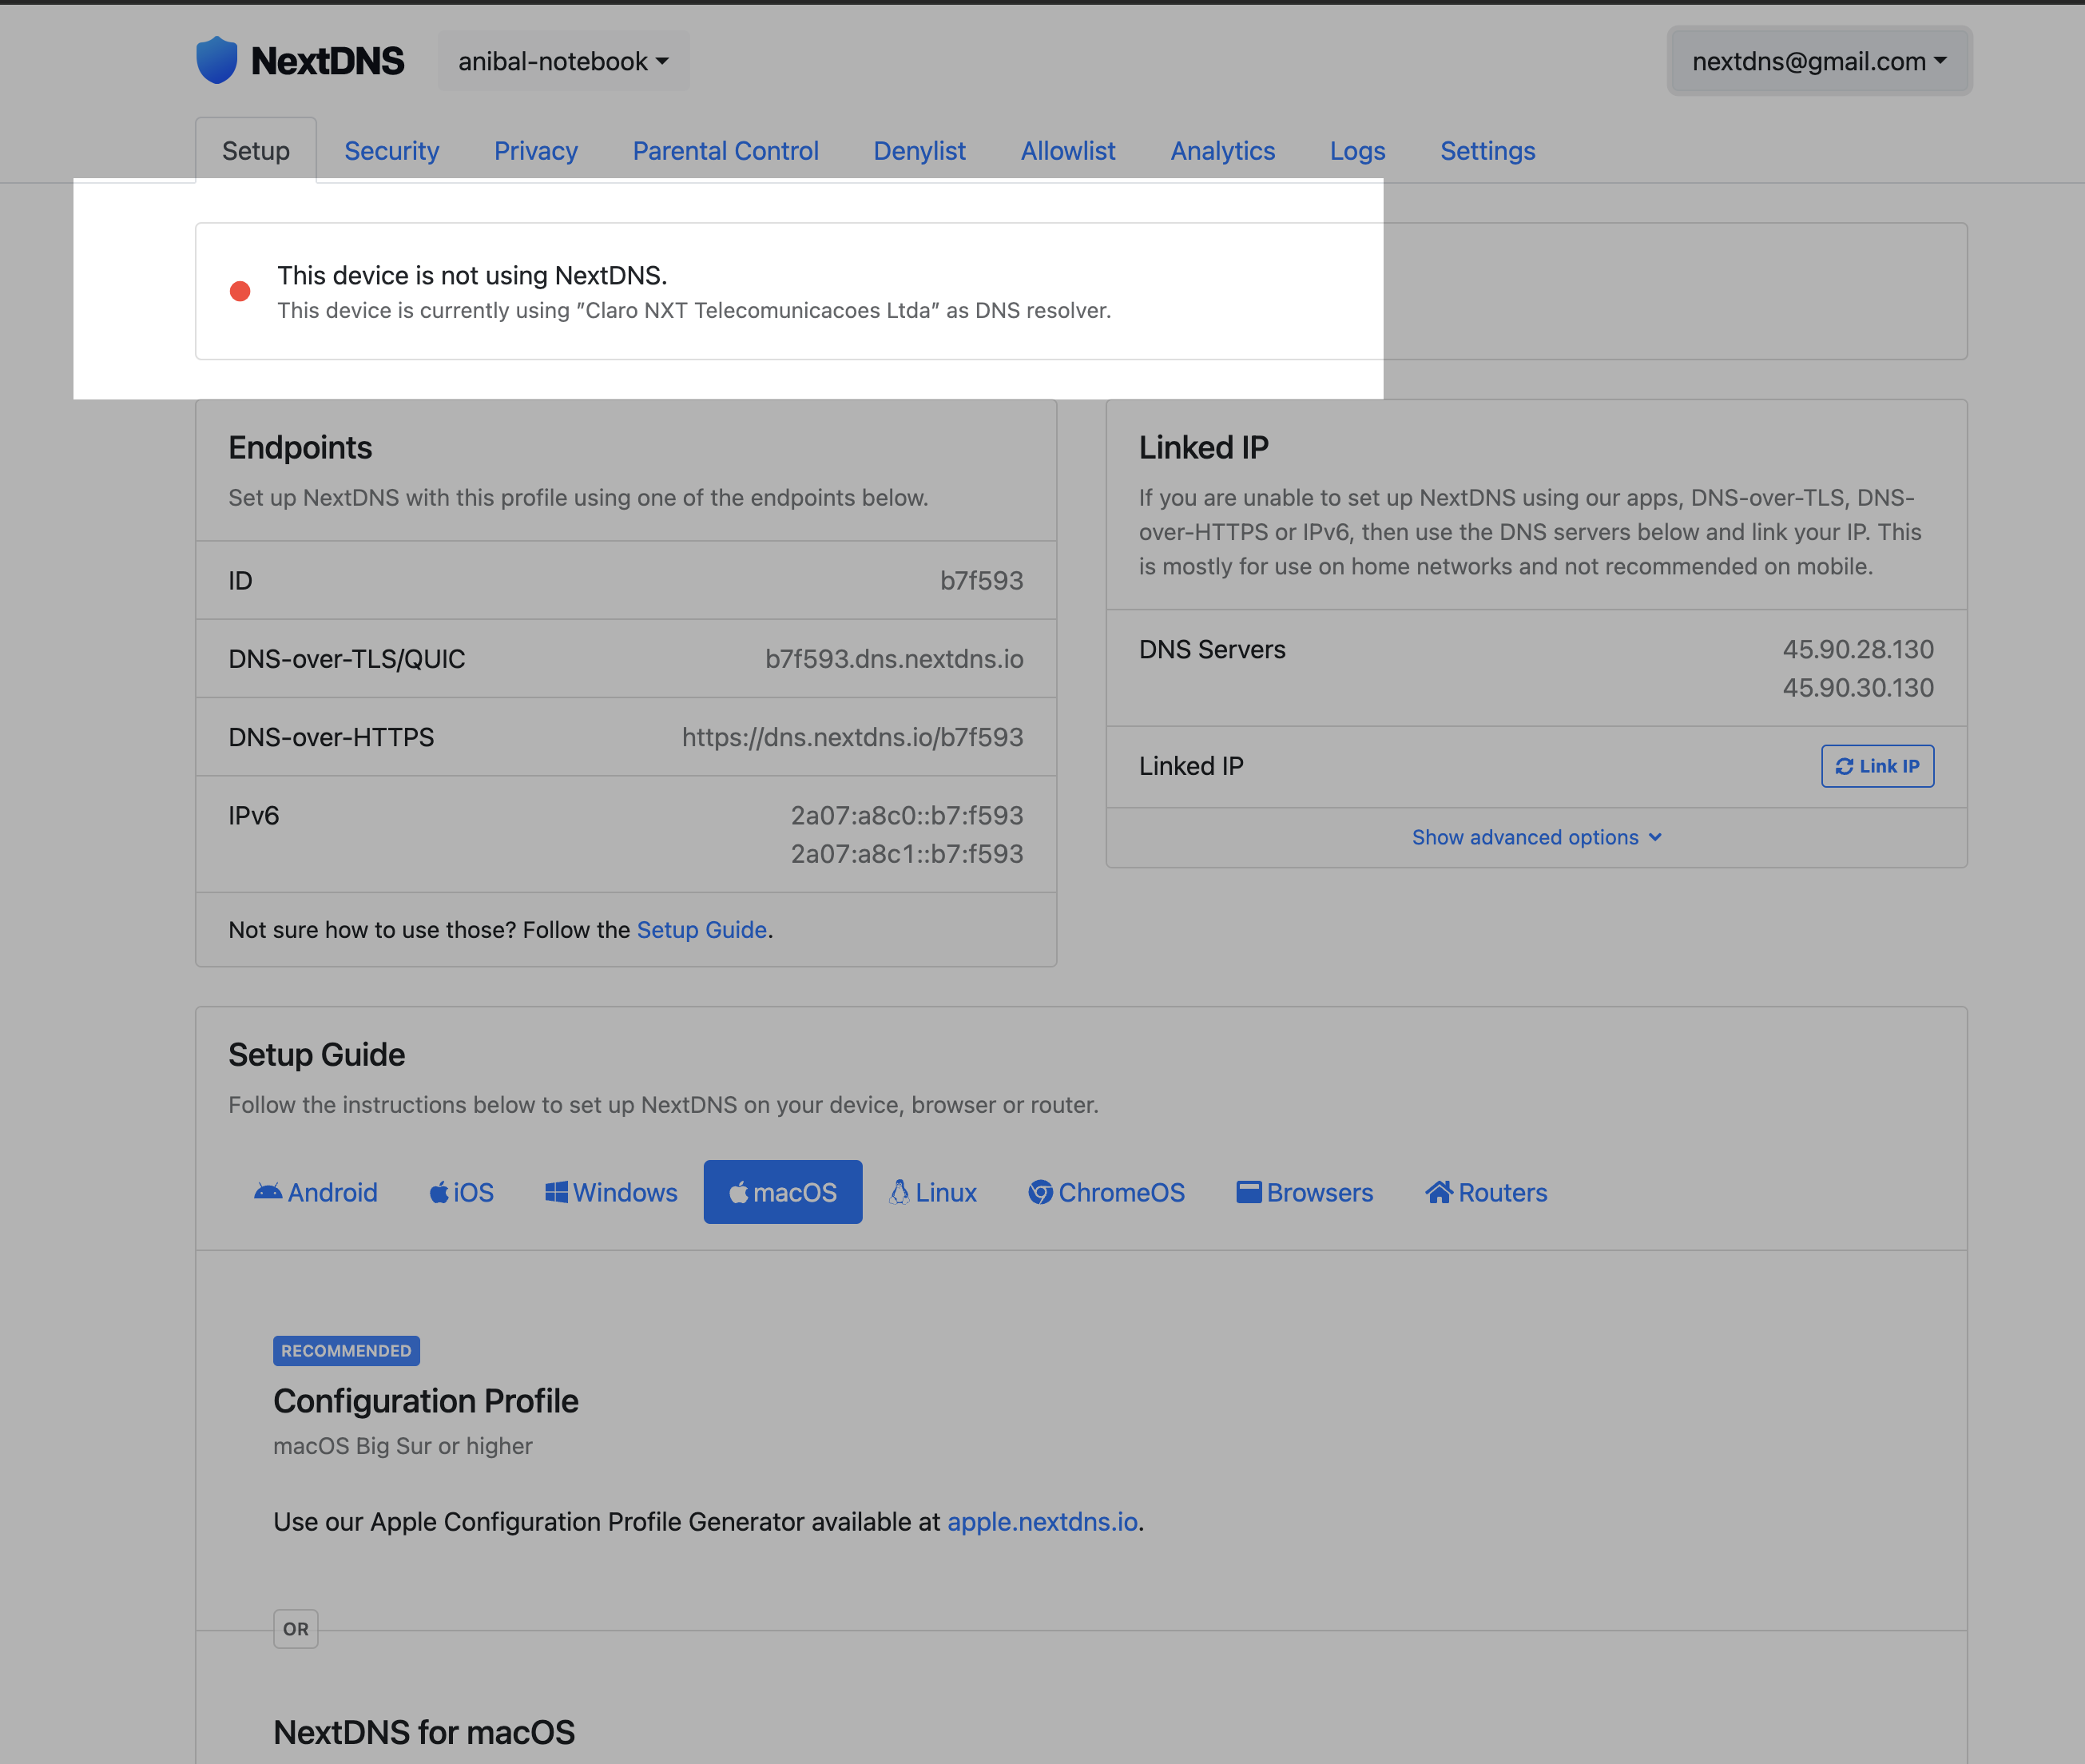 NextDNS
anibal-notebook
nextdns@gmail.com
Setup
Security
Privacy
Parental Control
Denylist
Allowlist
Analytics
Logs
Settings
This device is not using NextDNS.
This device is currently using ”Claro NXT Telecomunicacoes Ltda” as DNS resolver.
Endpoints
Set up NextDNS with this profile using one of the endpoints below.
ID
b7f593
DNS-over-TLS/QUIC
b7f593.dns.nextdns.io
DNS-over-HTTPS
https://dns.nextdns.io/b7f593
IPv6
2a07:a8c0::b7:f593
2a07:a8c1::b7:f593
Not sure how to use those? Follow the Setup Guide.
Linked IP
If you are unable to set up NextDNS using our apps, DNS-over-TLS, DNS-
over-HTTPS or IPv6, then use the DNS servers below and link your IP. This
is mostly for use on home networks and not recommended on mobile.
DNS Servers
45.90.28.130
45.90.30.130
Linked IP
Link IP
Show advanced options
Setup Guide
Follow the instructions below to set up NextDNS on your device, browser or router.
Android
iOS
Windows
macOS
Linux
ChromeOS
Browsers
Routers
RECOMMENDED
Configuration Profile
macOS Big Sur or higher
Use our Apple Configuration Profile Generator available at apple.nextdns.io.
OR
NextDNS for macOS